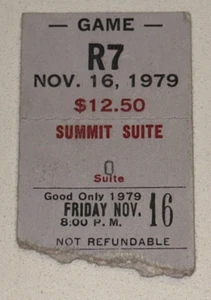 — GAME —
R7
NOV. 16, 1979
$12.50
SUMMIT SUITE
0
Suite
Good Only 1979
FRIDAY NOV. 16
8:00 P.M.
NOT REFUNDABLE